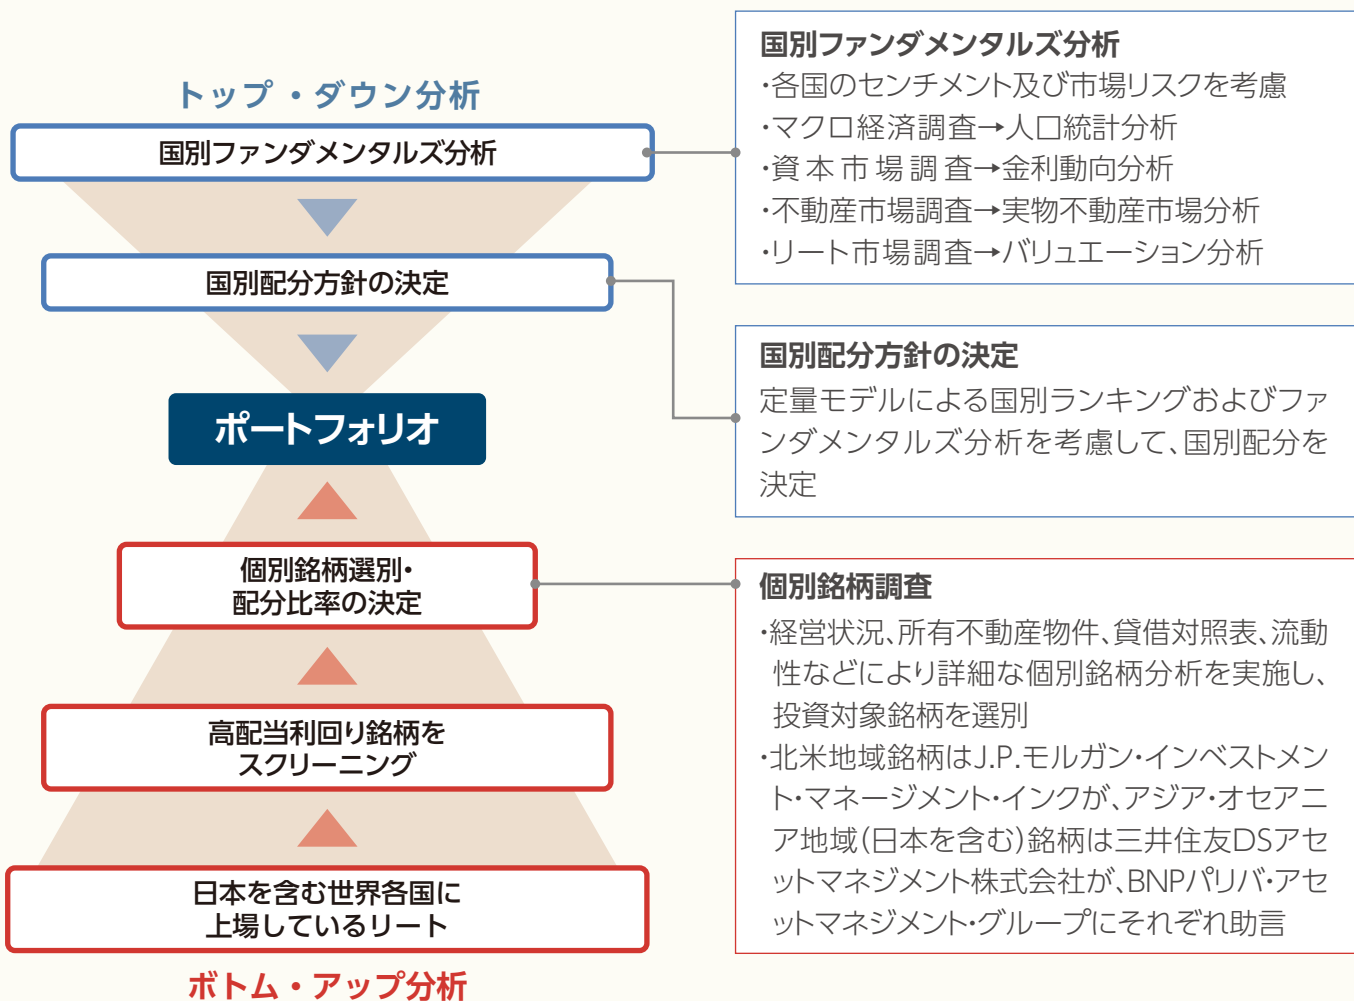 トップ・ダウン分析
国別ファンダメンタルズ分析
国別配分方針の決定
ポートフォリオ
個別銘柄選別・
配分比率の決定
高配当利回り銘柄を
スクリーニング
日本を含む世界各国に
上場しているリート
ボトム・アップ分析
国別ファンダメンタルズ分析
・各国のセンチメント及び市場リスクを考慮
・マクロ経済調査→人口統計分析
・資本市場調査→金利動向分析
・不動産市場調査→実物不動産市場分析
・リート市場調査→バリュエーション分析
国別配分方針の決定
定量モデルによる国別ランキングおよびファ
ンダメンタルズ分析を考慮して、国別配分を
決定
個別銘柄調査
・経営状況、所有不動産物件、貸借対照表、流動
性などにより詳細な個別銘柄分析を実施し、
投資対象銘柄を選別
・北米地域銘柄はJ.P.モルガン・インベストメン
ト・マネージメント・インクが、アジア・オセアニ
ア地域(日本を含む)銘柄は三井住友DSアセ
ットマネジメント株式会社が、BNPパリバ・アセ
ットマネジメント・グループにそれぞれ助言